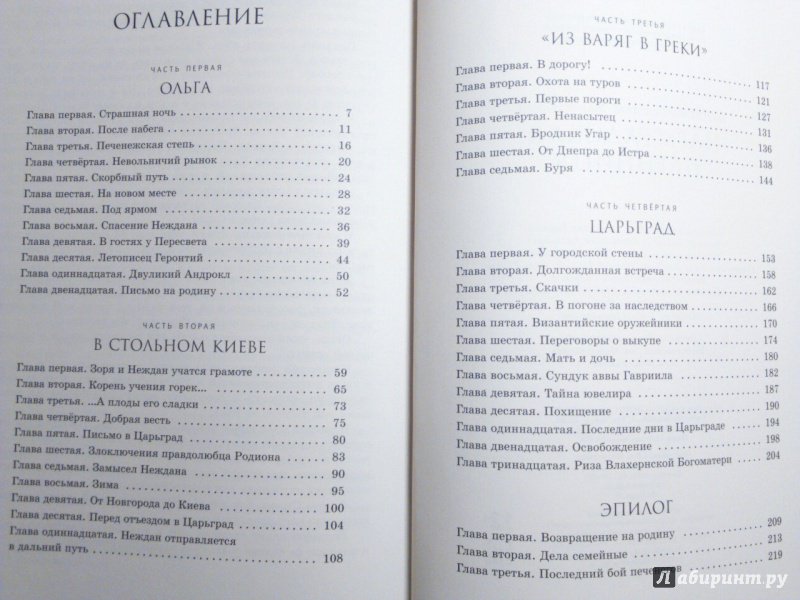 ОГЛАВЛЕНИЕ
ЧАСТЬ ПЕРВАЯ
ОЛЬГА
Глава первая. Страшная ночь 7
Глава вторая. После набега 11
Глава третья. Печенежская степь 16
Глава четвёртая. Невольничий рынок 20
Глава пятая. Скорбный путь 24
Глава шестая. На новом месте 28
Глава седьмая. Под ярмом 32
Глава восьмая. Спасение Неждана 36
Глава девятая. В гостях у Пересвета 39
Глава десятая. Летописец Геронтий 44
Глава одиннадцатая. Двуликий Андрокл 50
Глава двенадцатая. Письмо на родину 52
ЧАСТЬ ВТОРАЯ
В СТОЛЬНОМ КИЕВЕ
Глава первая. Зоря и Неждан учатся грамоте 59
Глава вторая. Корень учения горек... 65
Глава третья. ...А плоды его сладки 73
Глава четвёртая. Добрая весть 75
Глава пятая. Письмо в Царьград 80
Глава шестая. Злоключения правдолюбца Родиона 83
Глава седьмая. Замысел Неждана 90
Глава восьмая. Зима 95
Глава девятая. От Новгорода до Киева 100
Глава десятая. Перед отъездом в Царьград 104
Глава одиннадцатая. Неждан отправляется
в дальний путь 108
ЧАСТЬ ТРЕТЬЯ
«ИЗ ВАРЯГ В ГРЕКИ»
Глава первая. В дорогу! 117
Глава вторая. Охота на туров 121
Глава третья. Первые пороги 127
Глава четвёртая. Ненасытец 131
Глава пятая. Бродник Угар 136
Глава шестая. От Днепра до Истра 138
Глава седьмая. Буря 144
ЧАСТЬ ЧЕТВЁРТАЯ
ЦАРЬГРАД
Глава первая. У городской стены 153
Глава вторая. Долгожданная встреча 158
Глава третья. Скачки 162
Глава четвёртая. В погоне за наследством 166
Глава пятая. Византийские оружейники 170
Глава шестая. Переговоры о выкупе 174
Глава седьмая. Мать и дочь 180
Глава восьмая. Сундук аввы Гавриила 182
Глава девятая. Тайна ювелира 187
Глава десятая. Похищение 190
Глава одиннадцатая. Последние дни в Царьграде 194
Глава двенадцатая. Освобождение 198
Глава тринадцатая. Риза Влахернской Богоматери 204
ЭПИЛОГ
Глава первая. Возвращение на родину 209
Глава вторая. Дела семейные 213
Глава третья. Последний бой 219
Лабиринт.ру